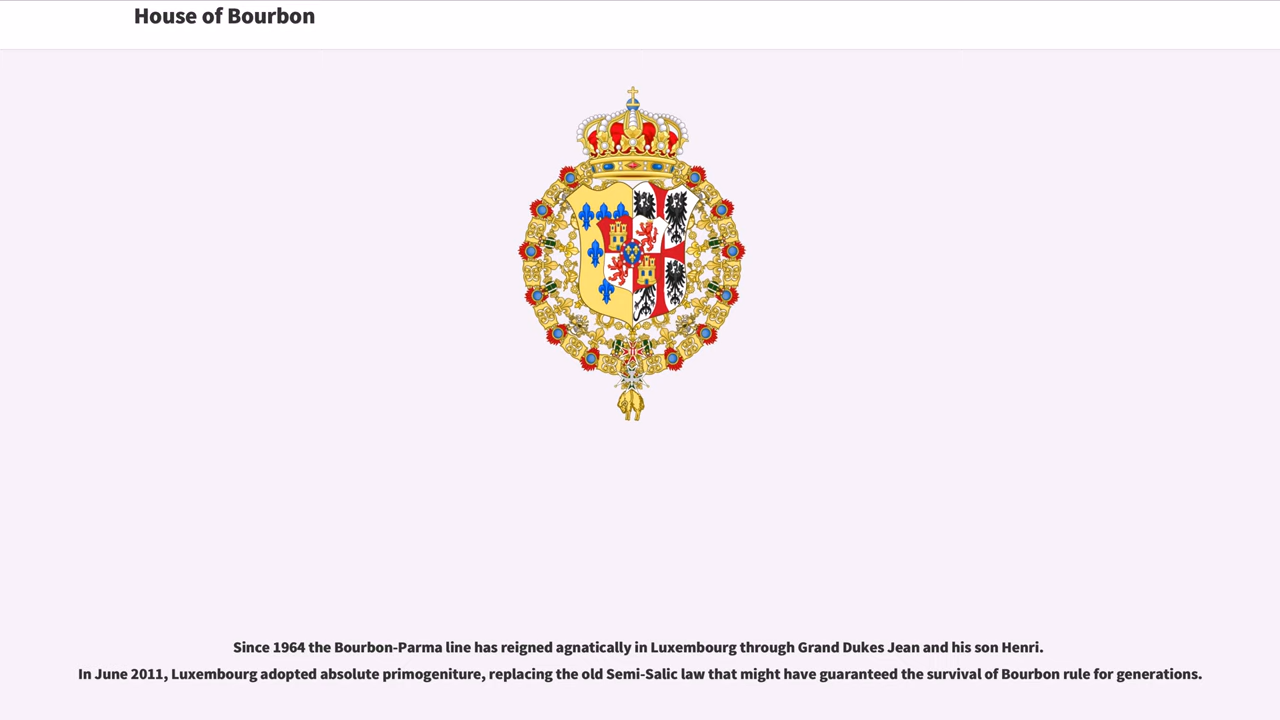 House of Bourbon
Since 1964 the Bourbon-Parma line has reigned agnatically in Luxembourg through Grand Dukes Jean and his son Henri.
In June 2011, Luxembourg adopted absolute primogeniture, replacing the old Semi-Salic law that might have guaranteed the survival of Bourbon rule for generations.